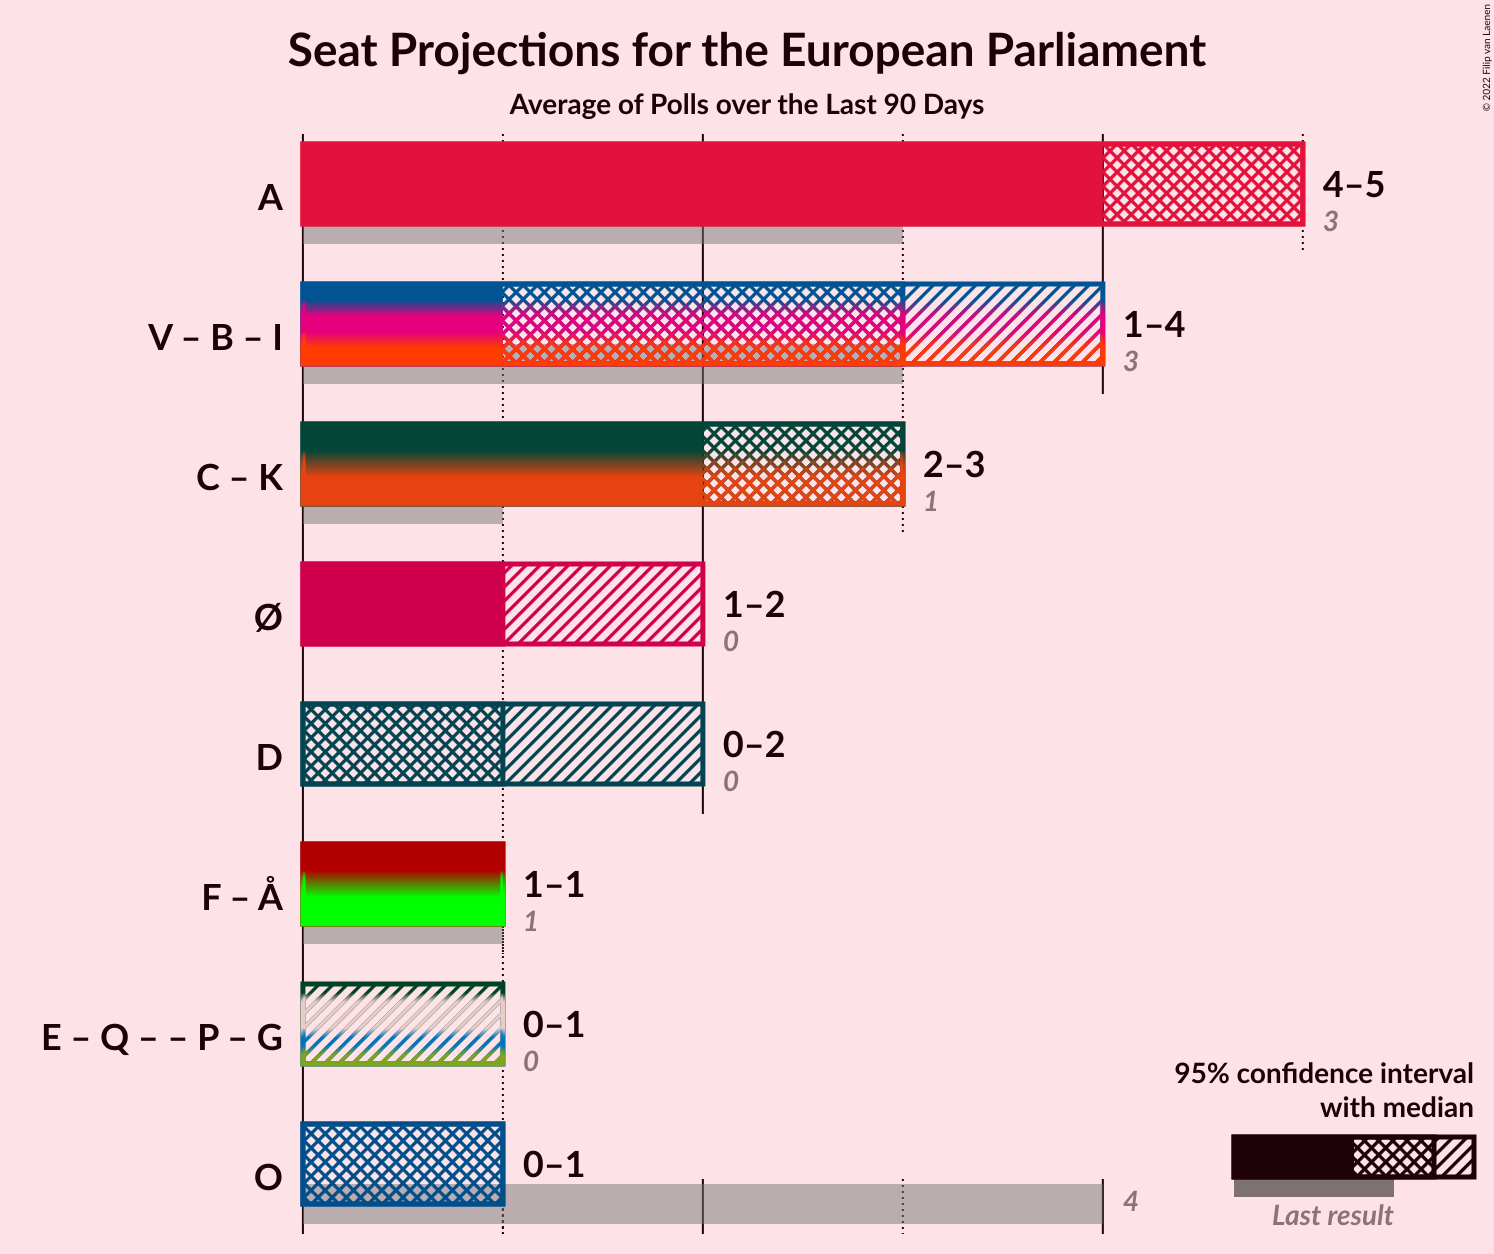 Seat Projections for the European Parliament
Average of Polls over the Last 90 Days
© 2022 Filip van Laenen
A
4–5
3
V – B – I
1–4
3
C – K
2–3
1
Ø
1–2
0
D
0–2
0
F – Å
1–1
1
E – Q – – P – G
0–1
0
O
0–1
4
95% confidence interval
with median
Last result